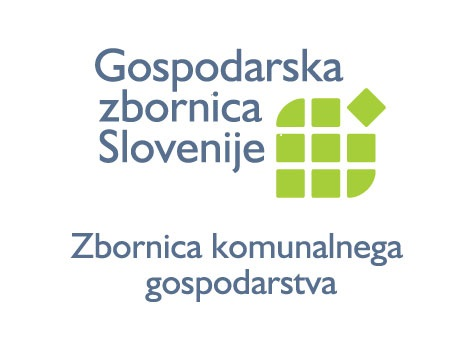 Gospodarska
zbornica
Slovenije
Zbornica komunalnega
gospodarstva